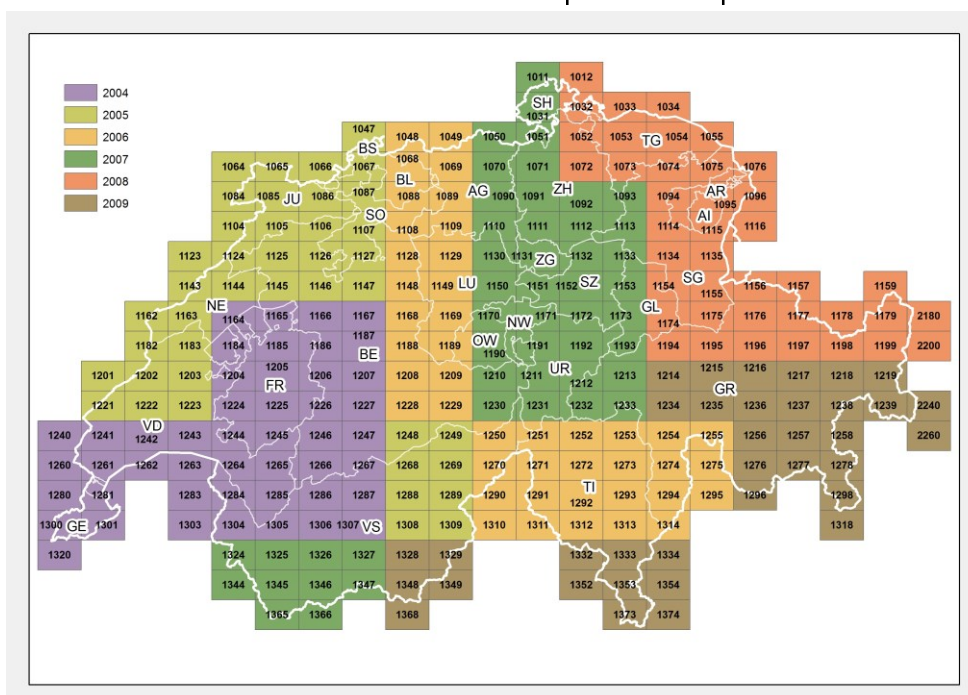 2004
2005
2006
2007
2008
2009
1011 1012
SH
1031 1032 1033 1034
1047 1048 1049 1050 1051 1052 1053 1054 1055
BS TG
1064 1065 1066 1067 1068 1069 1070 1071 1072 1073 1074 1075 1076
BL AG ZH AR
1084 1085 JU 1086 1087 1088 1089 1090 1091 1092 1093 1094 1095 1096
SO AI
1104 1105 1106 1107 1108 1109 1110 1111 1112 1113 1114 1115 1116
1123 1124 1125 1126 1127 1128 1129 1130 1131 ZG 1132 1133 1134 1135
1143 1144 1145 1146 1147 1148 1149 LU 1150 1151 1152 SZ 1153 1154 SG 1155 1156 1157 1159
NE GL
1162 1163 1164 1165 1166 1167 1168 1169 1170 NW 1171 1172 1173 1174 1175 1176 1177 1178 1179 2180
1182 1183 1184 1185 1186 1187 BE 1188 1189 OW 1190 1191 1192 1193 1194 1195 1196 1197 1198 1199 2200
1201 1202 1203 1204 1205 FR 1206 1207 1208 1209 1210 1211 UR 1212 1213 1214 1215 GR 1216 1217 1218 1219
1221 1222 1223 1224 1225 1226 1227 1228 1229 1230 1231 1232 1233 1234 1235 1236 1237 1238 1239 2240
VD
1240 1241 1242 1243 1244 1245 1246 1247 1248 1249 1250 1251 1252 1253 1254 1255 1256 1257 1258 2260
1260 1261 1262 1263 1264 1265 1266 1267 1268 1269 1270 1271 1272 1273 1274 1275 1276 1277 1278
TI
1280 1281 1283 1284 1285 1286 1287 1288 1289 1290 1291 1292 1293 1294 1295 1296 1298
1300 GE 1301 1303 1304 1305 1306 1307 VS 1308 1309 1310 1311 1312 1313 1314 1318
1320 1324 1325 1326 1327 1328 1329 1332 1333 1334
1344 1345 1346 1347 1348 1349 1352 1353 1354
1365 1366 1368 1373 1374